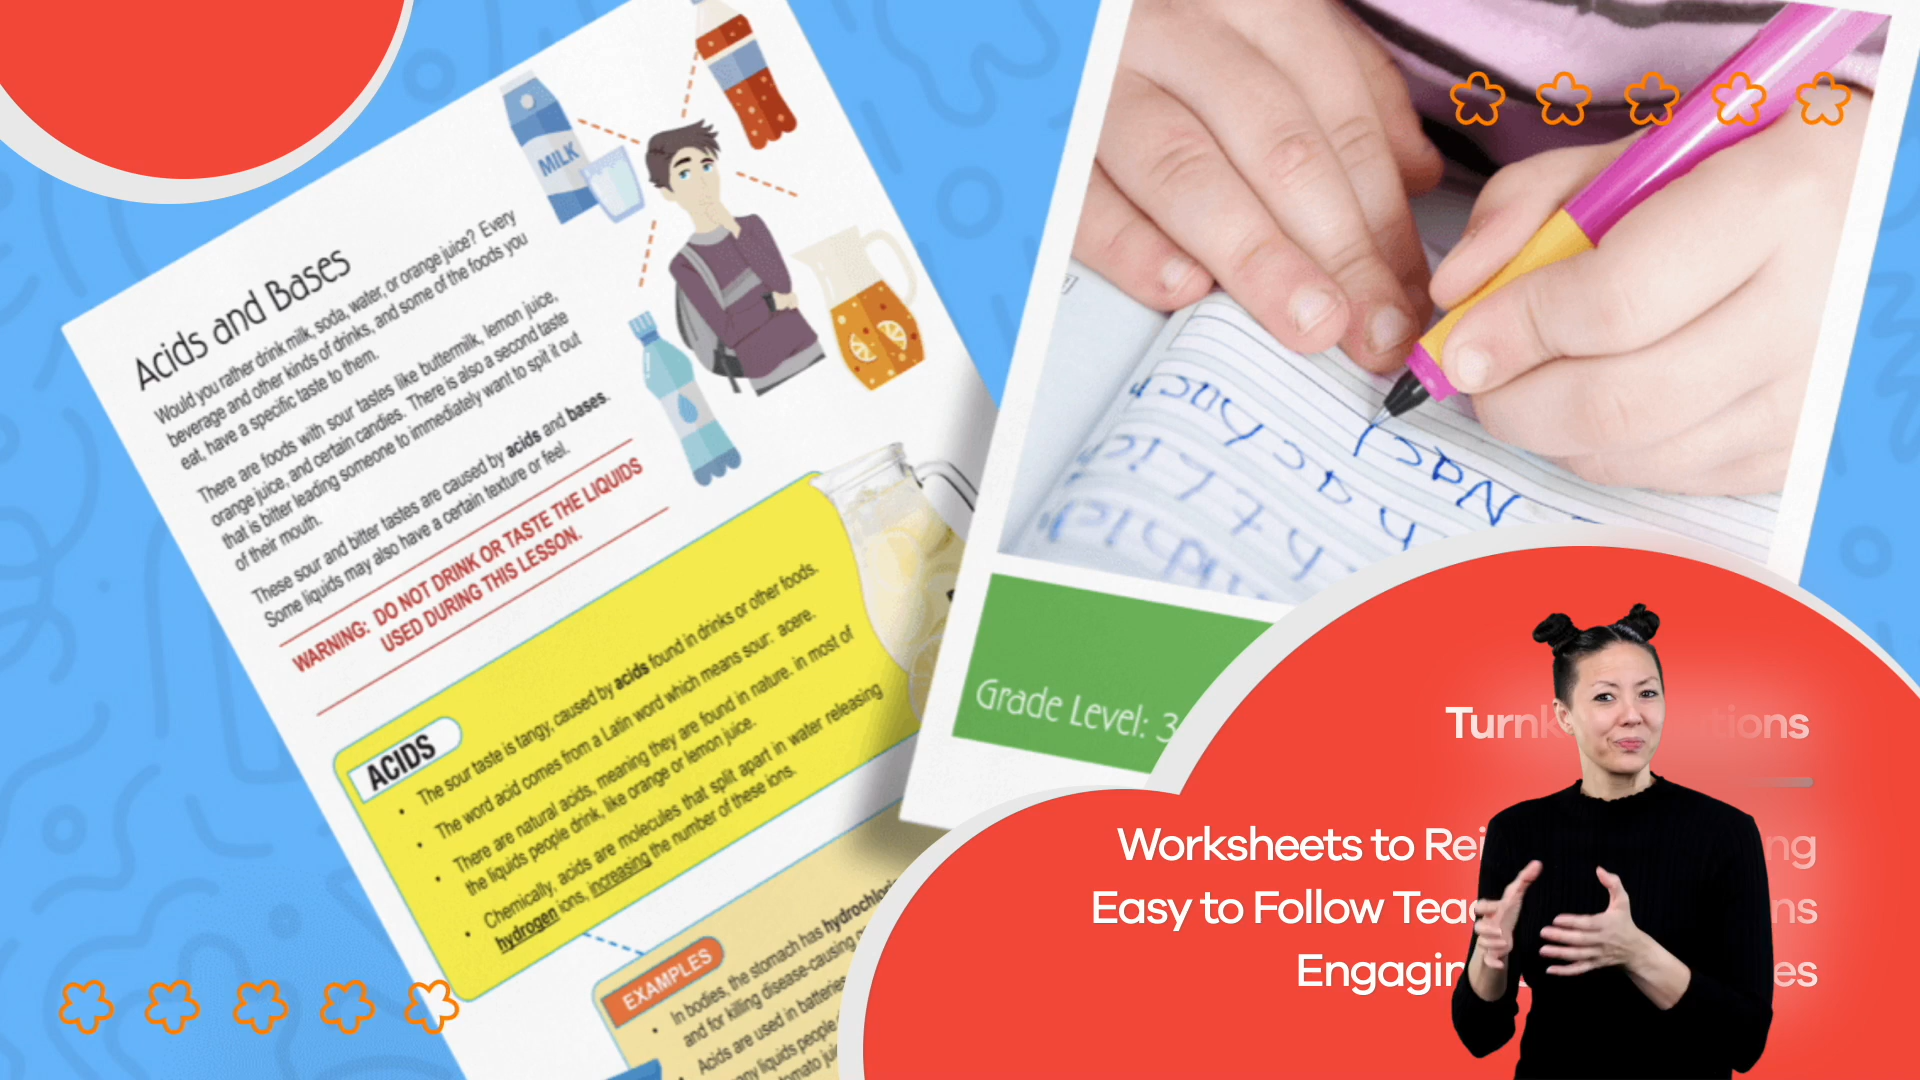 MILK
Acids and Bases
Would you rather drink milk, soda, water, or orange juice? Every
beverage and other kinds of drinks, and some of the foods you
eat, have a specific taste to them.
There are foods with sour tastes like buttermilk, lemon juice,
orange juice, and certain candies. There is also a second taste
that is bitter leading someone to immediately want to spit it out
of their mouth.
These sour and bitter tastes are caused by acids and bases.
Some liquids may also have a certain texture or feel.
WARNING: DO NOT DRINK OR TASTE THE LIQUIDS
USED DURING THIS LESSON.
ACIDS
• The sour taste is tangy, caused by acids found in drinks or other foods.
• The word acid comes from a Latin word which means sour: acere.
• There are natural acids, meaning they are found in nature. in most of
the liquids people drink, like orange or lemon juice.
• Chemically, acids are molecules that split apart in water releasing
hydrogen ions, increasing the number of these ions.
EXAMPLES
• In bodies, the stomach has
and for killing disease-causing
• Acids are used in batteries
liquids people
Grade Level: 3
Worksheets to
Easy to Follow